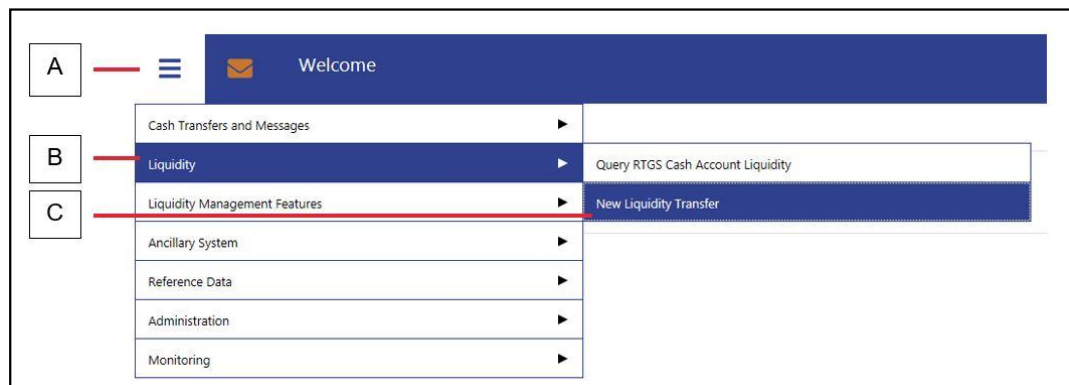 A
Welcome
Cash Transfers and Messages
B
Liquidity
Query RTGS Cash Account Liquidity
C
Liquidity Management Features
New Liquidity Transfer
Ancillary System
Reference Data
Administration
Monitoring